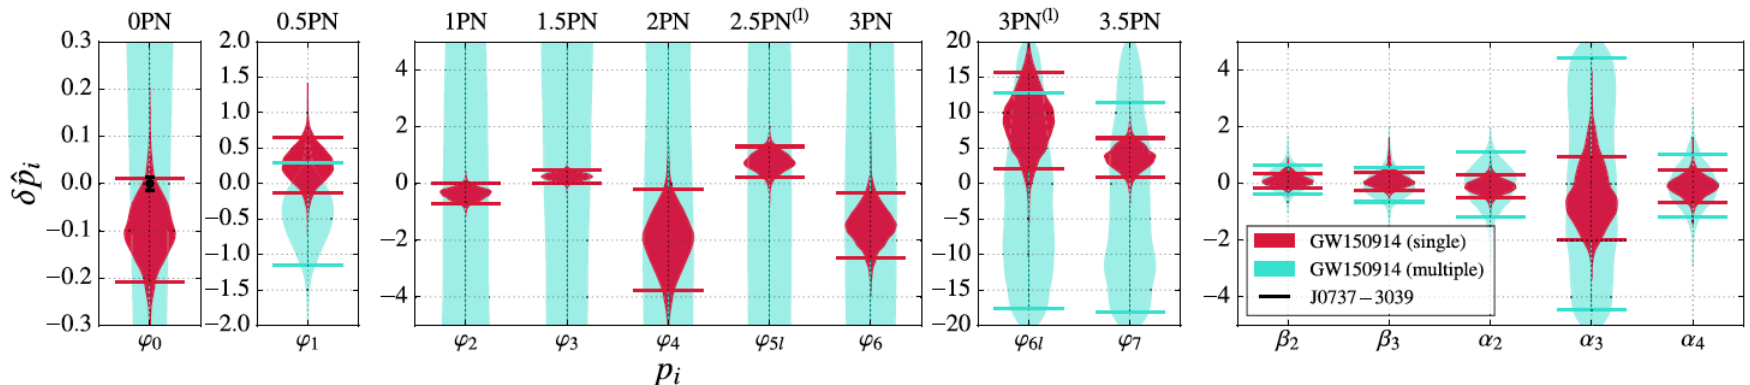 0PN 0.5PN 1PN 1.5PN 2PN 2.5PN⁽ˡ⁾ 3PN 3PN⁽ˡ⁾ 3.5PN
0.3 2.0 4 20 4
0.2 1.5 15
0.1 1.0 2 10 2
0.5 5
0.0 0.0 0 0 0
−0.1 −0.5 −5
−0.2 −1.0 −2 −10 −2
−1.5 −4 −15 −4
−0.3 −2.0 −20
δp̂ᵢ
GW150914 (single)
GW150914 (multiple)
J0737−3039
φ₀ φ₁ φ₂ φ₃ φ₄ φ₅ₗ φ₆ φ₆ₗ φ₇ β₂ β₃ α₂ α₃ α₄
pᵢ